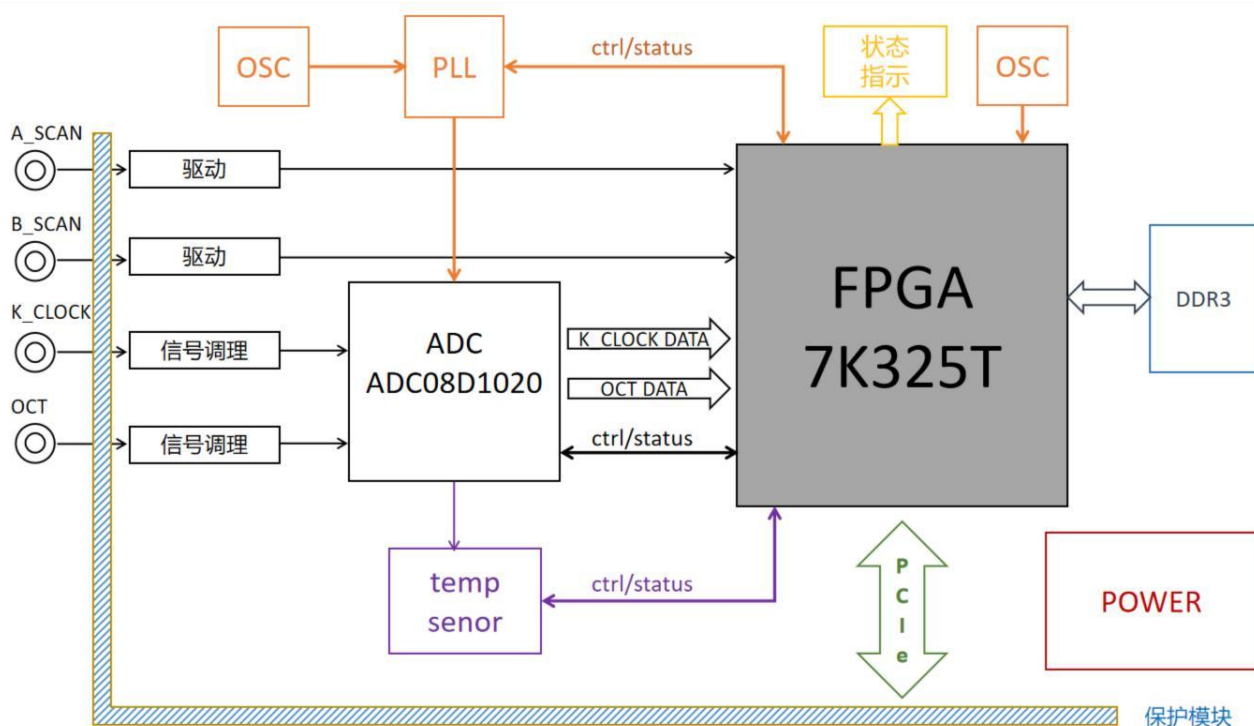 OSC
PLL
ctrl/status
状态
指示
OSC
A_SCAN
驱动
B_SCAN
驱动
K_CLOCK
信号调理
OCT
信号调理
ADC
ADC08D1020
K_CLOCK DATA
OCT DATA
ctrl/status
FPGA
7K325T
DDR3
temp
senor
ctrl/status
PCIe
POWER
保护模块